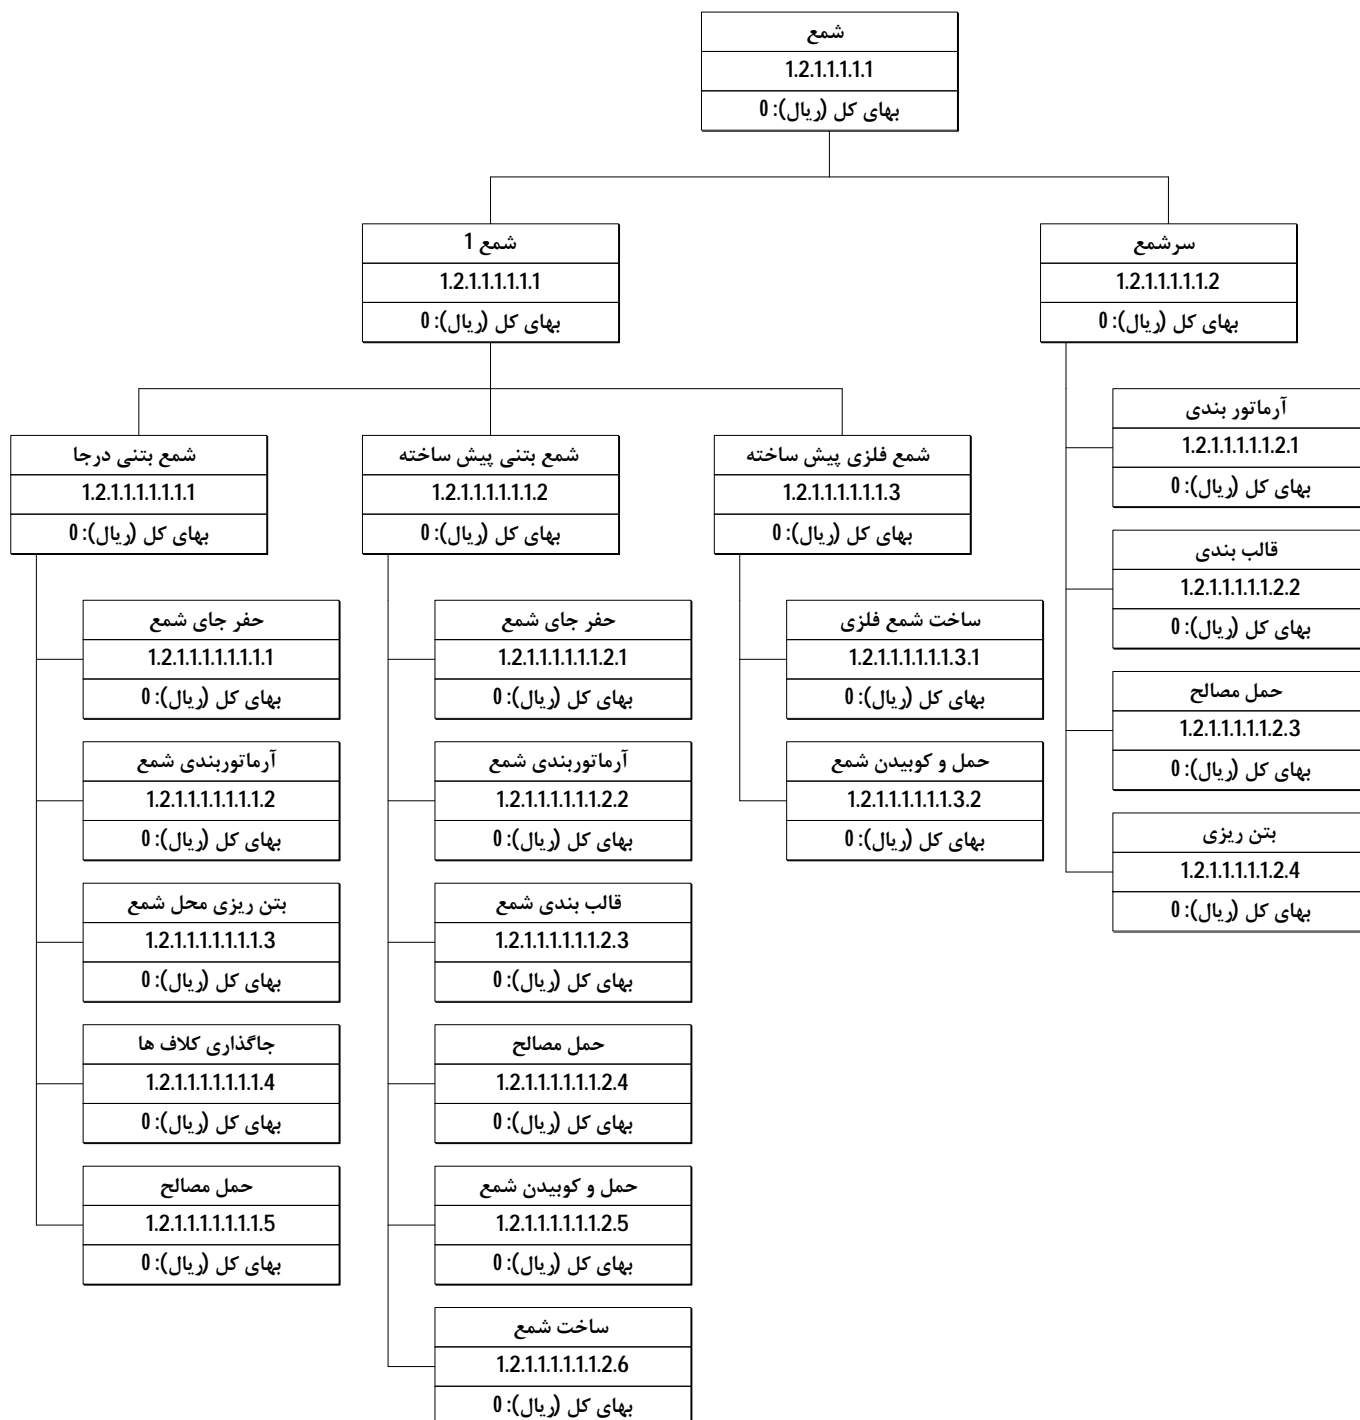 شمع
1.2.1.1.1.1.1
بهای کل (ریال): 0
شمع 1
1.2.1.1.1.1.1.1
بهای کل (ریال): 0
سرشمع
1.2.1.1.1.1.1.2
بهای کل (ریال): 0
شمع بتنی درجا
1.2.1.1.1.1.1.1.1
بهای کل (ریال): 0
حفر جای شمع
1.2.1.1.1.1.1.1.1.1
بهای کل (ریال): 0
آرماتوربندی شمع
1.2.1.1.1.1.1.1.1.2
بهای کل (ریال): 0
بتن ریزی محل شمع
1.2.1.1.1.1.1.1.1.3
بهای کل (ریال): 0
جاگذاری کلاف ها
1.2.1.1.1.1.1.1.1.4
بهای کل (ریال): 0
حمل مصالح
1.2.1.1.1.1.1.1.1.5
بهای کل (ریال): 0
شمع بتنی پیش ساخته
1.2.1.1.1.1.1.1.2
بهای کل (ریال): 0
حفر جای شمع
1.2.1.1.1.1.1.1.2.1
بهای کل (ریال): 0
آرماتوربندی شمع
1.2.1.1.1.1.1.1.2.2
بهای کل (ریال): 0
قالب بندی شمع
1.2.1.1.1.1.1.1.2.3
بهای کل (ریال): 0
حمل مصالح
1.2.1.1.1.1.1.1.2.4
بهای کل (ریال): 0
حمل و کوبیدن شمع
1.2.1.1.1.1.1.1.2.5
بهای کل (ریال): 0
ساخت شمع
1.2.1.1.1.1.1.1.2.6
بهای کل (ریال): 0
شمع فلزی پیش ساخته
1.2.1.1.1.1.1.1.3
بهای کل (ریال): 0
ساخت شمع فلزی
1.2.1.1.1.1.1.1.3.1
بهای کل (ریال): 0
حمل و کوبیدن شمع
1.2.1.1.1.1.1.1.3.2
بهای کل (ریال): 0
آرماتور بندی
1.2.1.1.1.1.1.2.1
بهای کل (ریال): 0
قالب بندی
1.2.1.1.1.1.1.2.2
بهای کل (ریال): 0
حمل مصالح
1.2.1.1.1.1.1.2.3
بهای کل (ریال): 0
بتن ریزی
1.2.1.1.1.1.1.2.4
بهای کل (ریال): 0